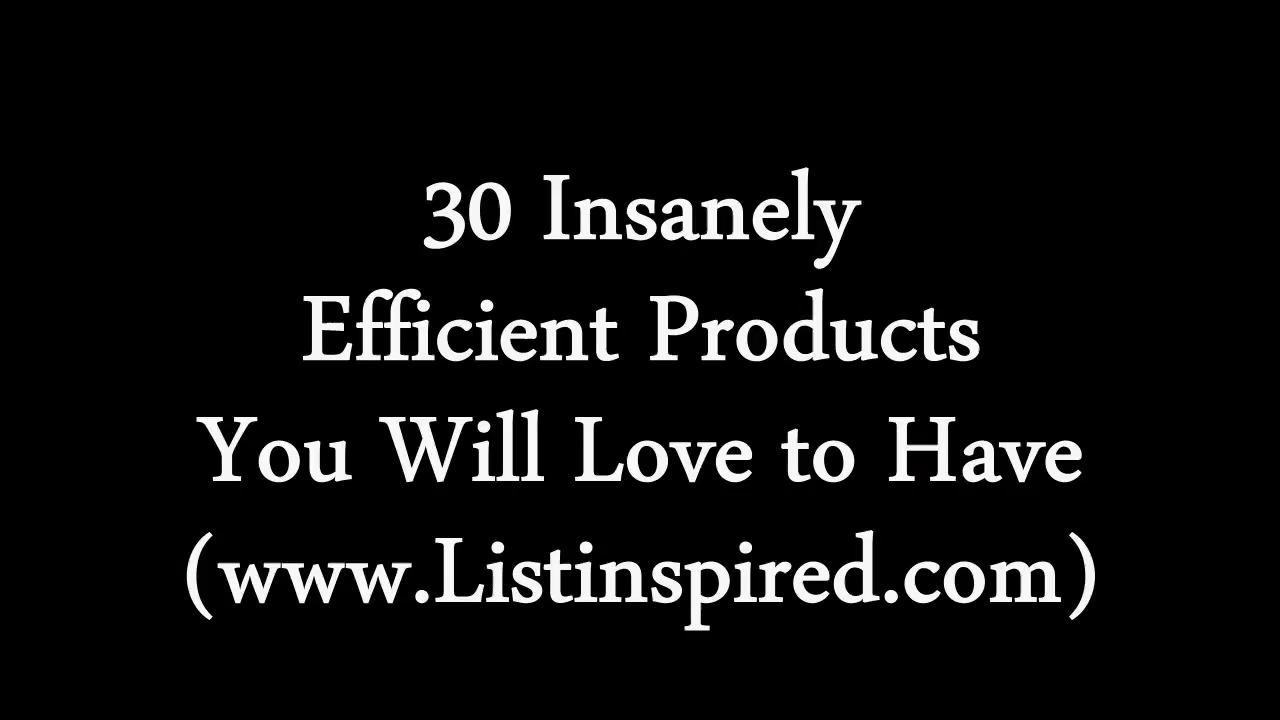 30 Insanely
Efficient Products
You Will Love to Have
(www.Listinspired.com)